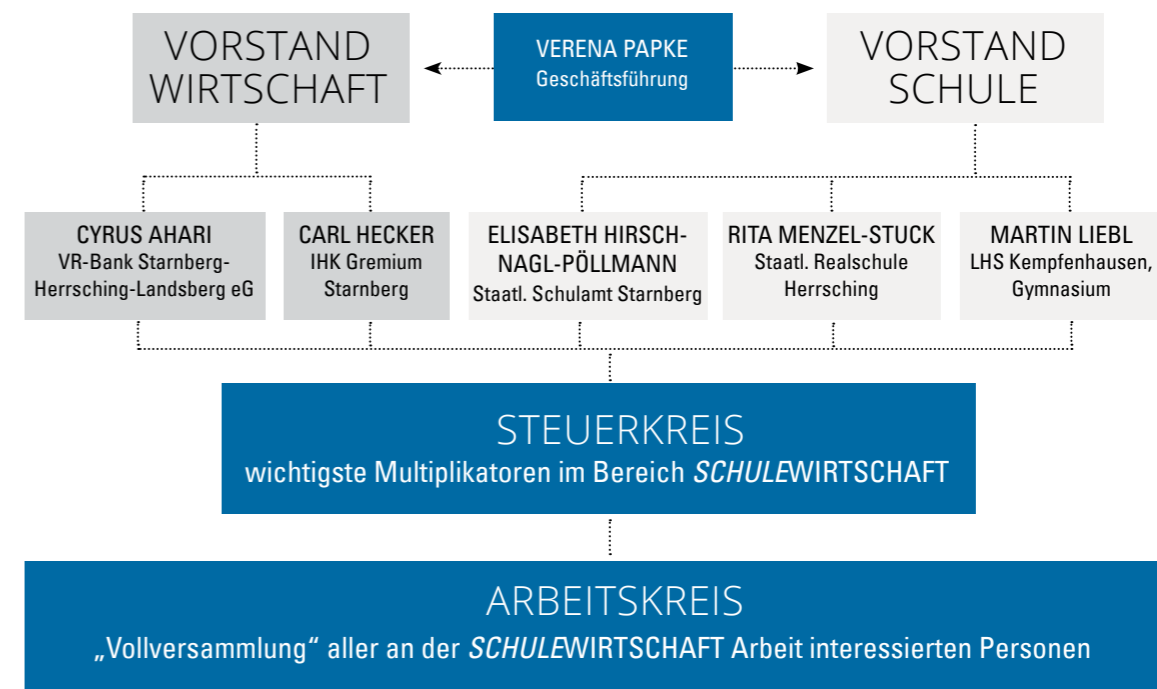 VORSTAND
WIRTSCHAFT
VERENA PAPKE
Geschäftsführung
VORSTAND
SCHULE
CYRUS AHARI
VR-Bank Starnberg-
Herrsching-Landsberg eG
CARL HECKER
IHK Gremium
Starnberg
ELISABETH HIRSCH-
NAGL-PÖLLMANN
Staatl. Schulamt Starnberg
RITA MENZEL-STUCK
Staatl. Realschule
Herrsching
MARTIN LIEBL
LHS Kempfenhausen,
Gymnasium
STEUERKREIS
wichtigste Multiplikatoren im Bereich SCHULEWIRTSCHAFT
ARBEITSKREIS
„Vollversammlung“ aller an der SCHULEWIRTSCHAFT Arbeit interessierten Personen